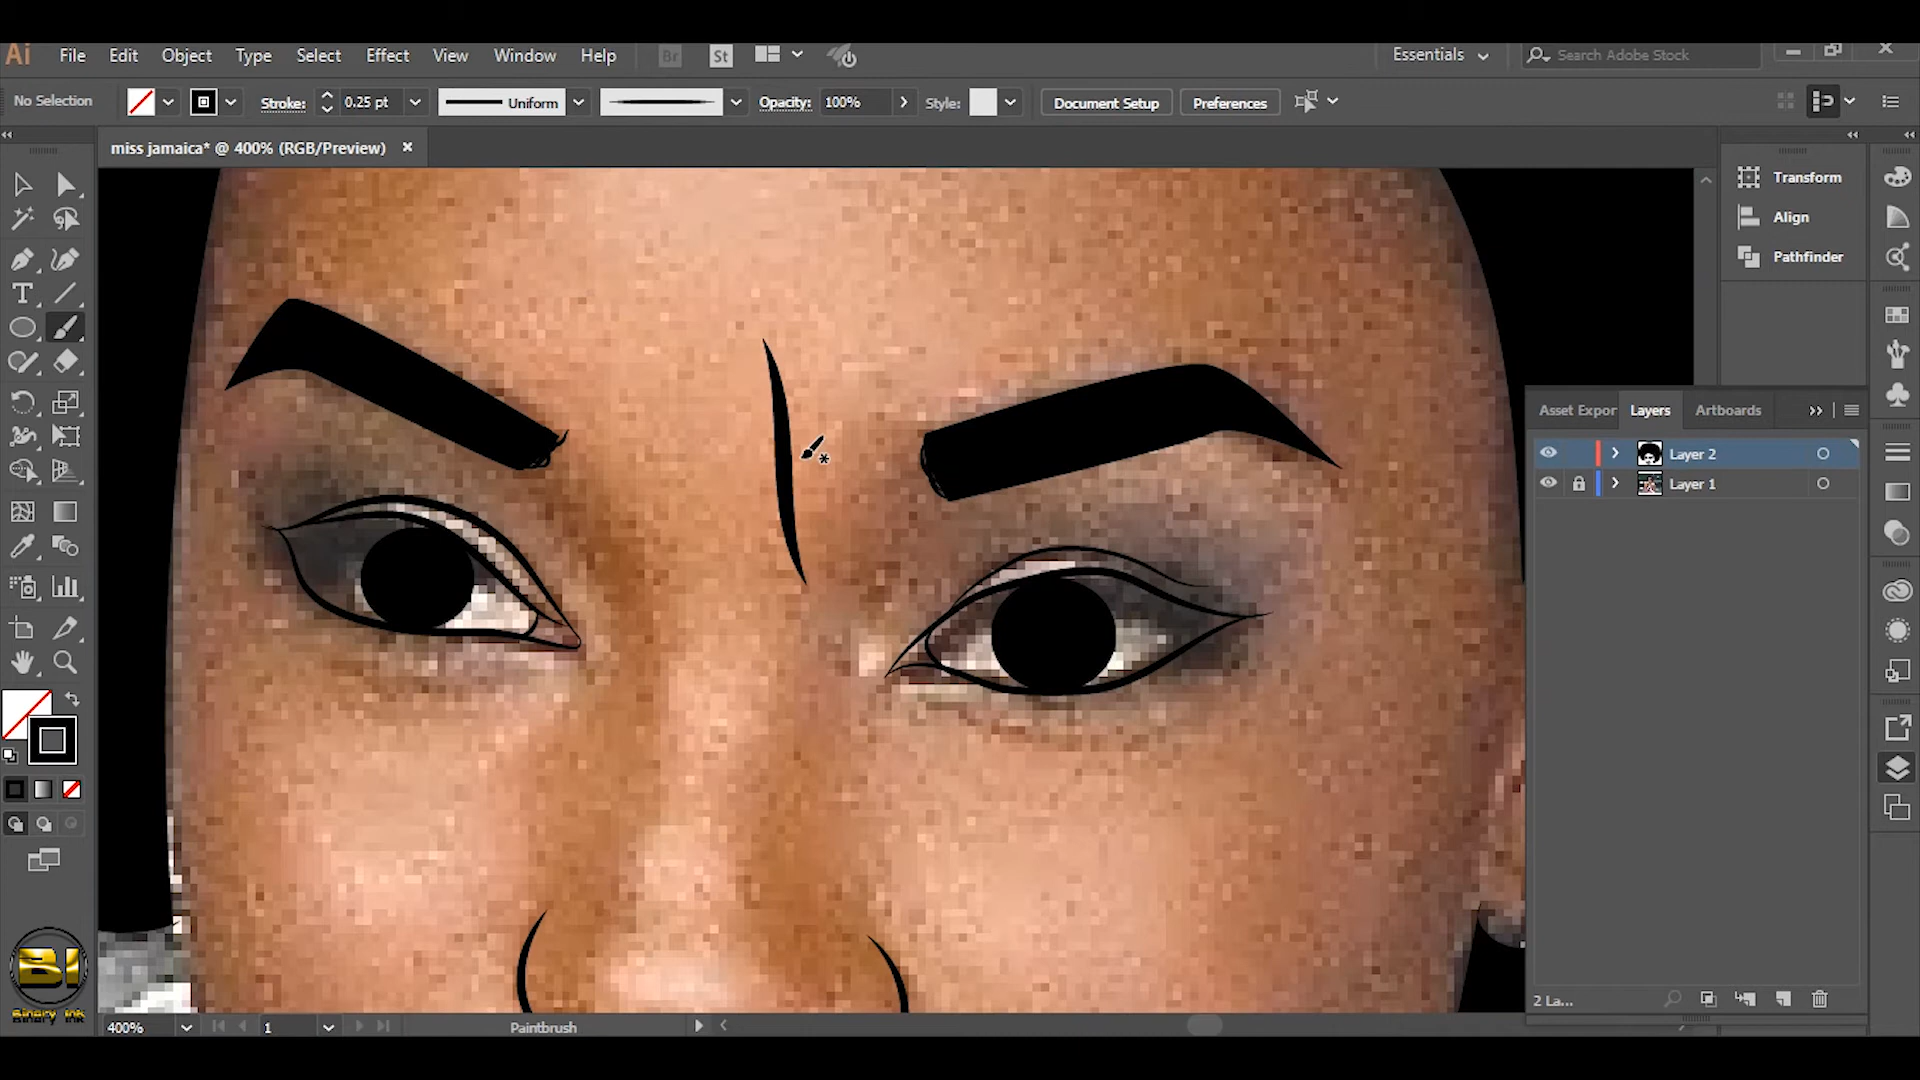 Ai File Edit Object Type Select Effect View Window Help Br St Essentials Search Adobe Stock
No Selection Stroke: 0.25 pt Uniform Opacity: 100% Style: Document Setup Preferences
miss jamaica* @ 400% (RGB/Preview)
Transform
Align
Pathfinder
Asset Expor Layers Artboards
Layer 2
Layer 1
BI
Binary Ink
2 La...
400% 1 Paintbrush